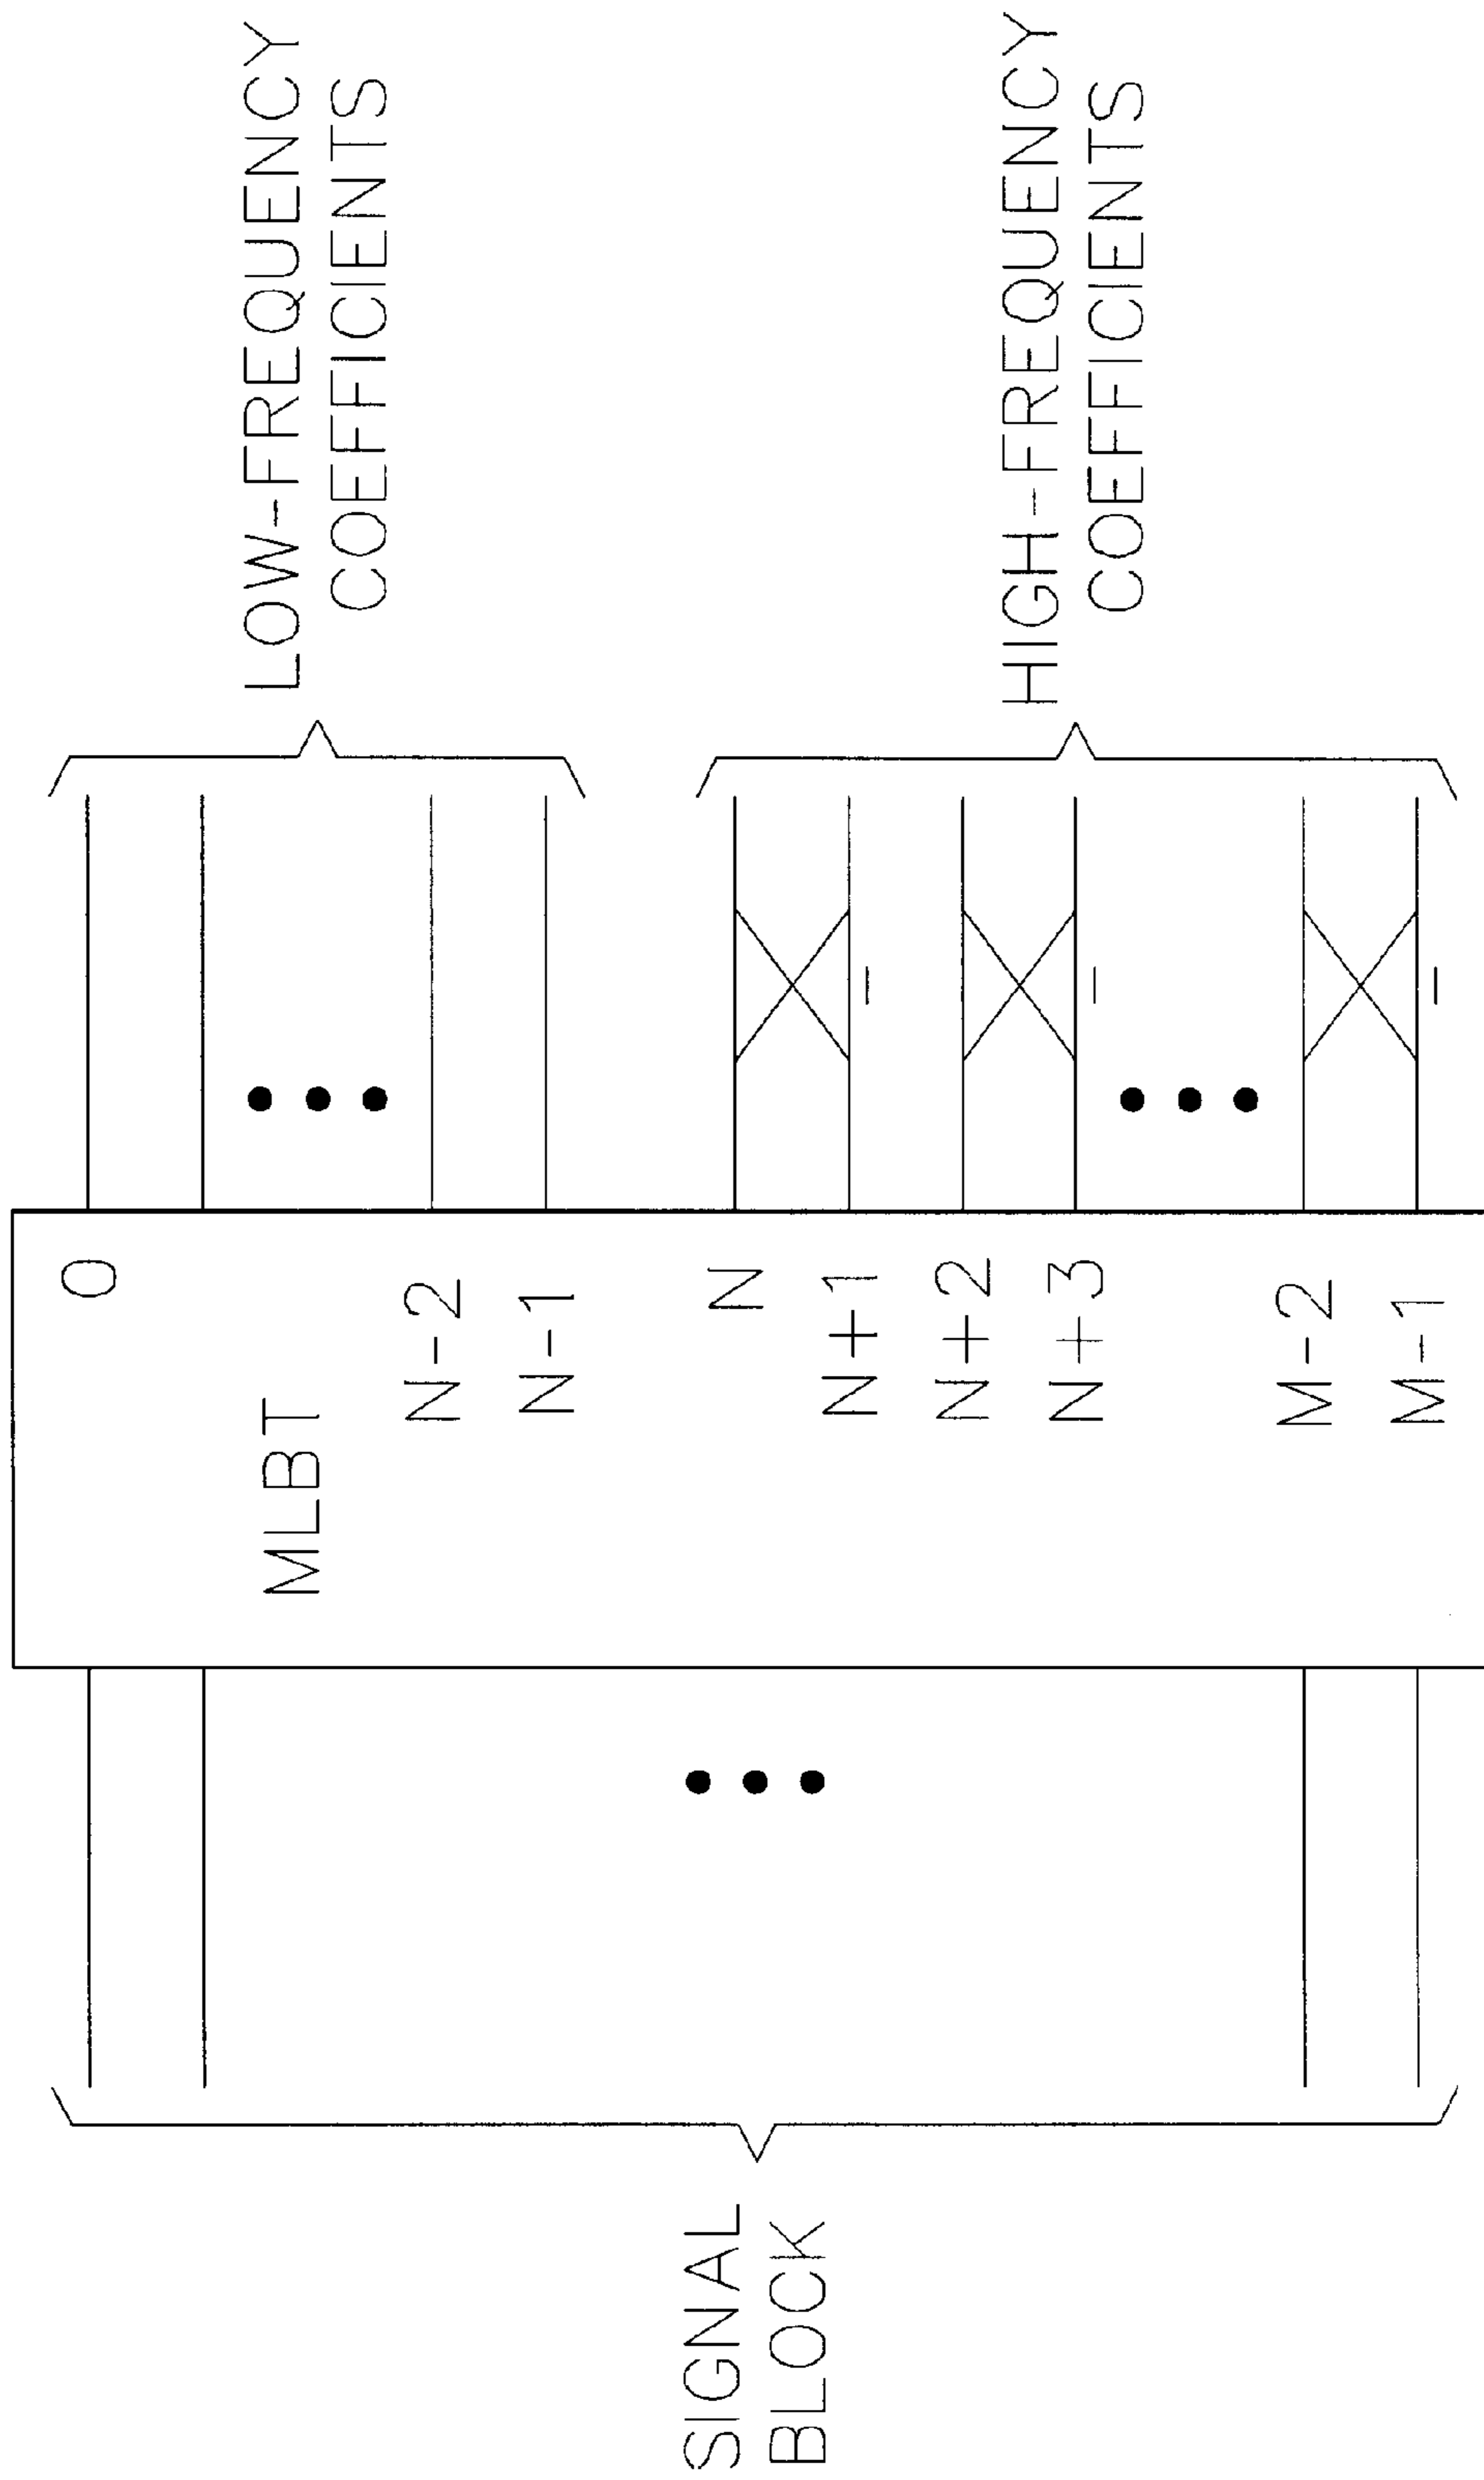 SIGNAL
BLOCK
MLBT
0
N-2
N-1
N
N+1
N+2
N+3
M-2
M-1
LOW-FREQUENCY
COEFFICIENTS
HIGH-FREQUENCY
COEFFICIENTS
-
-
-